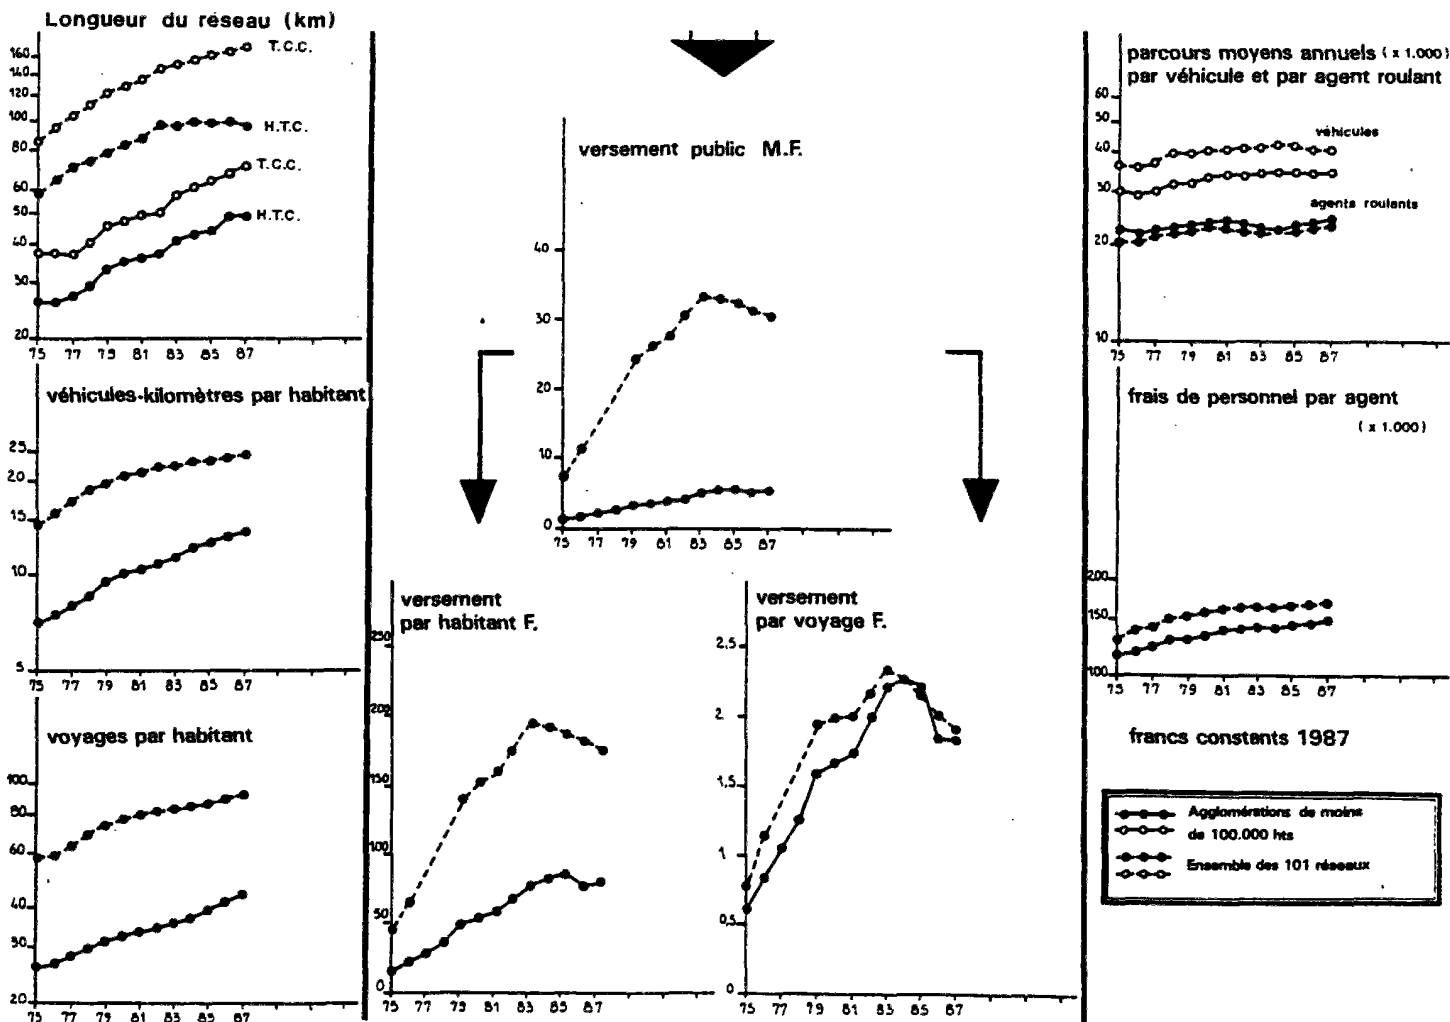 Longueur du réseau (km)
160
140
120
100
80
60
50
40
30
20
T.C.C.
H.T.C.
T.C.C.
H.T.C.
75 77 79 81 83 85 87
véhicules-kilomètres par habitant
25
20
15
10
5
75 77 79 81 83 85 87
voyages par habitant
100
80
60
40
30
20
75 77 79 81 83 85 87
versement public M.F.
40
30
20
10
0
75 77 79 81 83 85 87
versement
par habitant F.
250
200
150
100
50
0
75 77 79 81 83 85 87
versement
par voyage F.
2,5
2.
1,5
1.
0,5
0
75 77 79 81 83 85 87
parcours moyens annuels (x 1.000)
par véhicule et par agent roulant
60
50
40
30
20
10
véhicules
agents roulants
75 77 79 81 83 85 87
frais de personnel par agent
(x 1.000)
200
150
100
75 77 79 81 83 85 87
francs constants 1987
Agglomérations de moins
de 100.000 hts
Ensemble des 101 réseaux